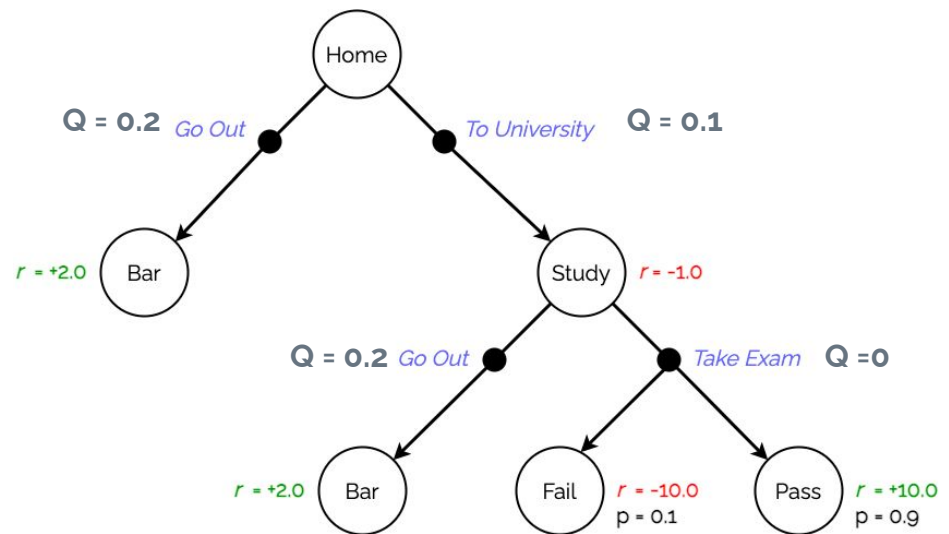 Home
Q = 0.2 Go Out
To University Q = 0.1
r = +2.0 Bar
Study r = -1.0
Q = 0.2 Go Out
Take Exam Q =0
r = +2.0 Bar
Fail r = -10.0
p = 0.1
Pass r = +10.0
p = 0.9